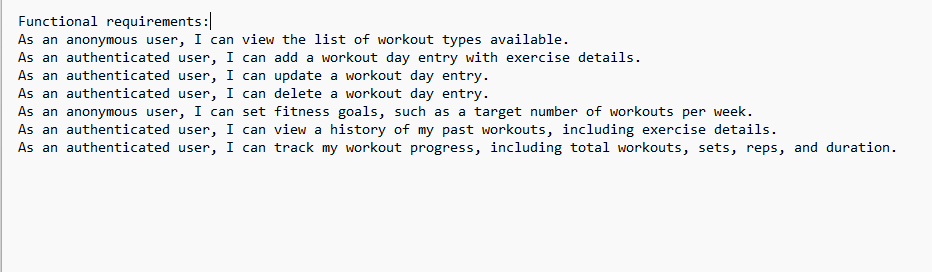 Functional requirements:
As an anonymous user, I can view the list of workout types available.
As an authenticated user, I can add a workout day entry with exercise details.
As an authenticated user, I can update a workout day entry.
As an authenticated user, I can delete a workout day entry.
As an anonymous user, I can set fitness goals, such as a target number of workouts per week.
As an authenticated user, I can view a history of my past workouts, including exercise details.
As an authenticated user, I can track my workout progress, including total workouts, sets, reps, and duration.